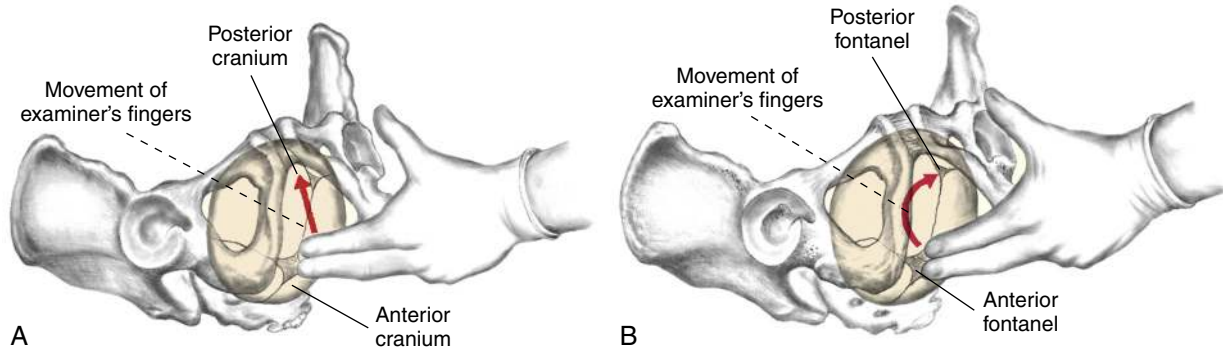 Posterior
cranium
Movement of
examiner's fingers
Anterior
cranium
A
Posterior
fontanel
Movement of
examiner's fingers
Anterior
fontanel
B